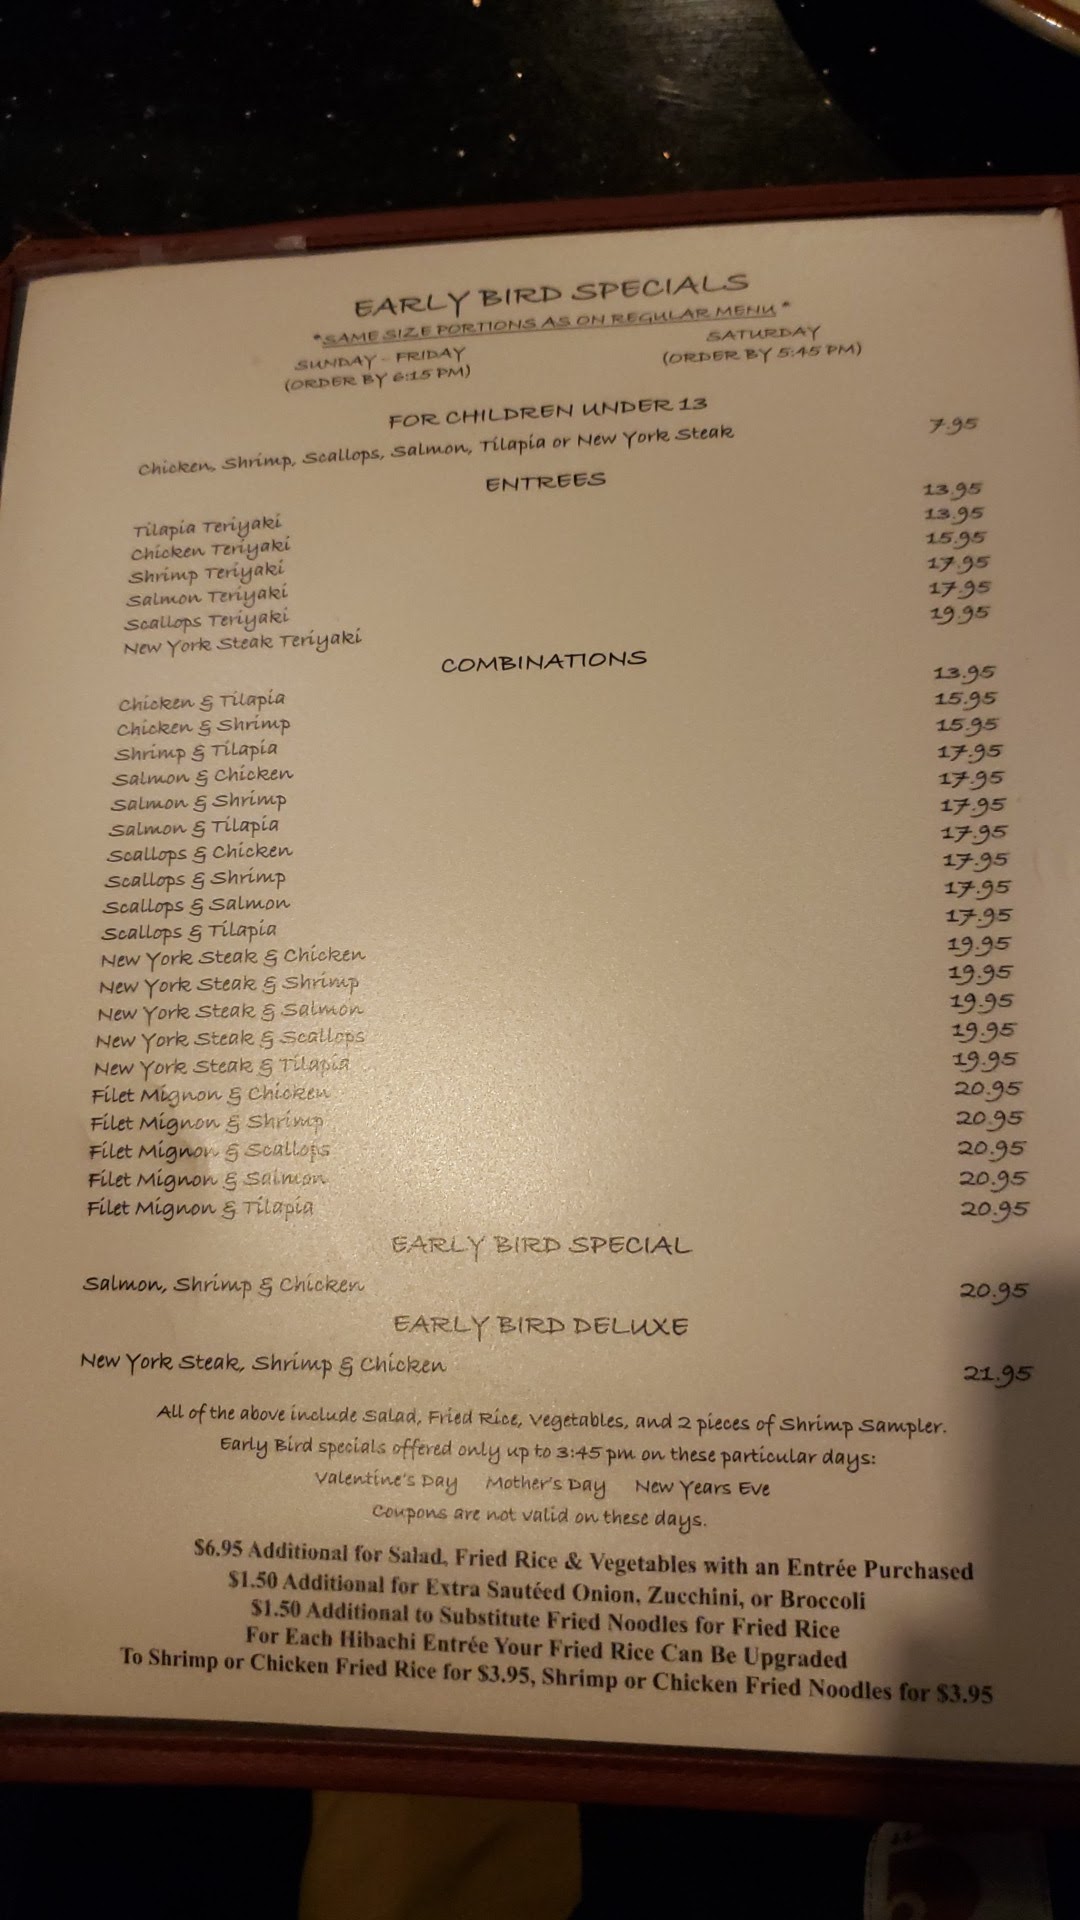 EARLY BIRD SPECIALS
*SAME SIZE PORTIONS AS ON REGULAR MENU*
SUNDAY - FRIDAY SATURDAY
(ORDER BY 6:15 PM) (ORDER BY 5:45 PM)
FOR CHILDREN UNDER 13
Chicken, Shrimp, Scallops, Salmon, Tilapia or New York Steak 7.95
ENTREES
Tilapia Teriyaki 13.95
Chicken Teriyaki 13.95
Shrimp Teriyaki 15.95
Salmon Teriyaki 17.95
Scallops Teriyaki 17.95
New York Steak Teriyaki 19.95
COMBINATIONS
Chicken & Tilapia 13.95
Chicken & Shrimp 15.95
Shrimp & Tilapia 15.95
Salmon & Chicken 17.95
Salmon & Shrimp 17.95
Salmon & Tilapia 17.95
Scallops & Chicken 17.95
Scallops & Shrimp 17.95
Scallops & Salmon 17.95
Scallops & Tilapia 17.95
New York Steak & Chicken 19.95
New York Steak & Shrimp 19.95
New York Steak & Salmon 19.95
New York Steak & Scallops 19.95
New York Steak & Tilapia 19.95
Filet Mignon & Chicken 20.95
Filet Mignon & Shrimp 20.95
Filet Mignon & Scallops 20.95
Filet Mignon & Salmon 20.95
Filet Mignon & Tilapia 20.95
EARLY BIRD SPECIAL
Salmon, Shrimp & Chicken 20.95
EARLY BIRD DELUXE
New York Steak, Shrimp & Chicken 21.95
All of the above include Salad, Fried Rice, Vegetables, and 2 pieces of Shrimp Sampler.
Early Bird specials offered only up to 3:45 pm on these particular days:
Valentine's Day Mother's Day New Years Eve
Coupons are not valid on these days.
$6.95 Additional for Salad, Fried Rice & Vegetables with an Entrée Purchased
$1.50 Additional for Extra Sautéed Onion, Zucchini, or Broccoli
$1.50 Additional to Substitute Fried Noodles for Fried Rice
For Each Hibachi Entrée Your Fried Rice Can Be Upgraded
To Shrimp or Chicken Fried Rice for $3.95, Shrimp or Chicken Fried Noodles for $3.95